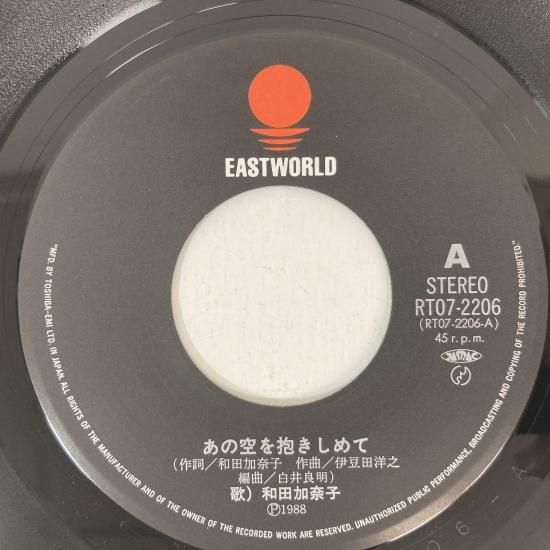 EASTWORLD
A
STEREO
RT07-2206
(RT07-2206-A)
45 r.p.m.
JASRAC
あの空を抱きしめて
(作詞/和田加奈子 作曲/伊豆田洋之
編曲/白井良明)
歌) 和田加奈子
Ⓟ1988
"MFD. BY TOSHIBA-EMI LTD. IN JAPAN. ALL RIGHTS OF THE MANUFACTURER AND OF THE OWNER OF THE RECORDED WORK ARE RESERVED. UNAUTHORIZED PUBLIC PERFORMANCE, BROADCASTING AND COPYING OF THE RECORD PROHIBITED."